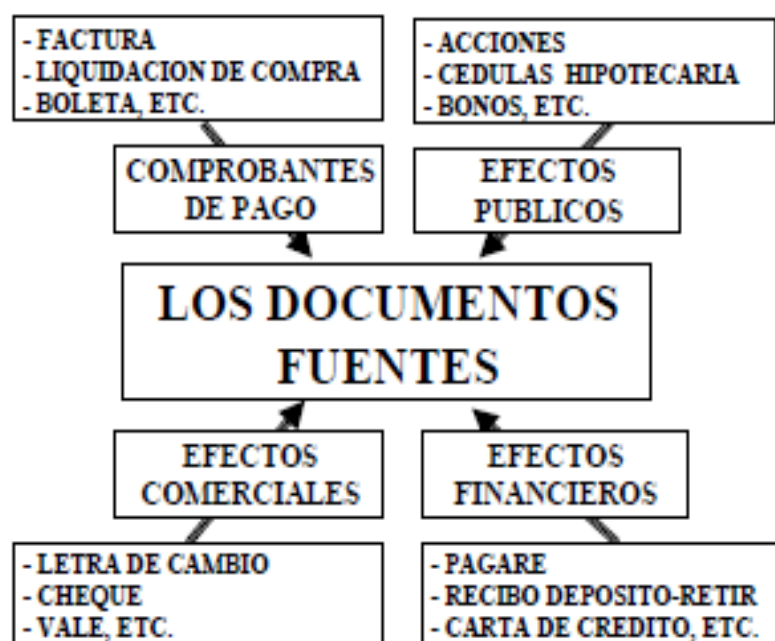 - FACTURA
- LIQUIDACION DE COMPRA
- BOLETA, ETC.
- ACCIONES
- CEDULAS HIPOTECARIA
- BONOS, ETC.
COMPROBANTES
DE PAGO
EFECTOS
PUBLICOS
LOS DOCUMENTOS
FUENTES
EFECTOS
COMERCIALES
EFECTOS
FINANCIEROS
- LETRA DE CAMBIO
- CHEQUE
- VALE, ETC.
- PAGARE
- RECIBO DEPOSITO-RETIR
- CARTA DE CREDITO, ETC.